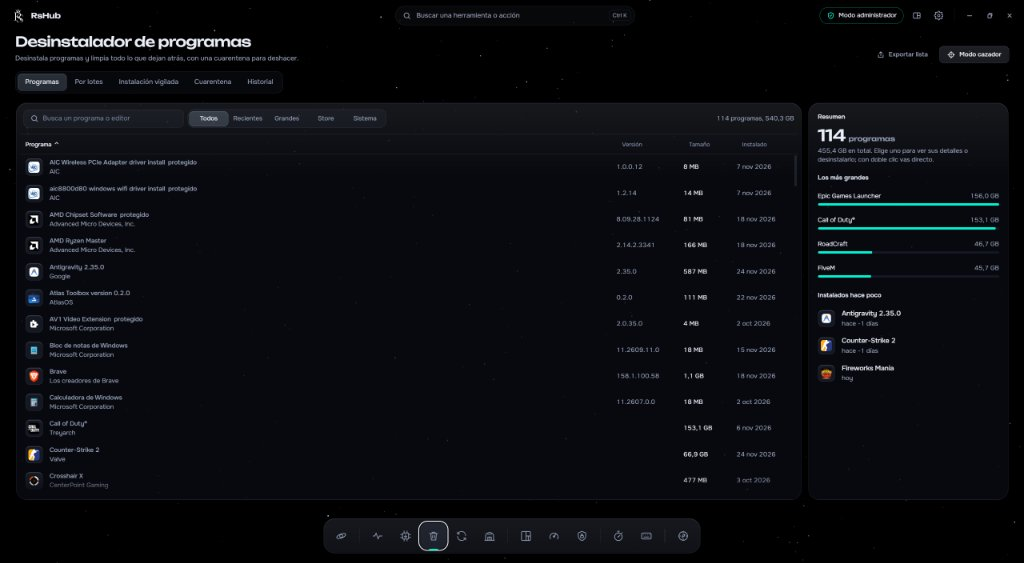 RsHub
Buscar una herramienta o acción
Ctrl K
Modo administrador
Desinstalador de programas
Desinstala programas y limpia todo lo que dejan atrás, con una cuarentena para deshacer.
Exportar lista
Modo cazador
Programas
Por lotes
Instalación vigilada
Cuarentena
Historial
Busca un programa o editor
Todos
Recientes
Grandes
Store
Sistema
114 programas, 540,3 GB
Programa
Versión
Tamaño
Instalado
AIC Wireless PCIe Adapter driver install protegido
AIC
1.0.0.12
8 MB
7 nov 2026
aic8800d80 windows wifi driver install protegido
AIC
1.2.14
14 MB
7 nov 2026
AMD Chipset Software protegido
Advanced Micro Devices, Inc.
8.09.28.1124
81 MB
18 nov 2026
AMD Ryzen Master
Advanced Micro Devices, Inc.
2.14.2.3341
166 MB
18 nov 2026
Antigravity 2.35.0
Google
2.35.0
587 MB
24 nov 2026
Atlas Toolbox version 0.2.0
AtlasOS
0.2.0
111 MB
22 nov 2026
AV1 Video Extension protegido
Microsoft Corporation
2.0.35.0
4 MB
2 oct 2026
Bloc de notas de Windows
Microsoft Corporation
11.2609.11.0
18 MB
15 nov 2026
Brave
Los creadores de Brave
158.1.100.58
1,1 GB
18 nov 2026
Calculadora de Windows
Microsoft Corporation
11.2607.0.0
18 MB
2 oct 2026
Call of Duty®
Treyarch
153,1 GB
6 nov 2026
Counter-Strike 2
Valve
66,9 GB
24 nov 2026
Crosshair X
CenterPoint Gaming
477 MB
3 oct 2026
Resumen
114 programas
455,4 GB en total. Elige uno para ver sus detalles o
desinstalarlo; con doble clic vas directo.
Los más grandes
Epic Games Launcher
156,0 GB
Call of Duty®
153,1 GB
RoadCraft
46,7 GB
FiveM
45,7 GB
Instalados hace poco
Antigravity 2.35.0
hace -1 días
Counter-Strike 2
hace -1 días
Fireworks Mania
hoy